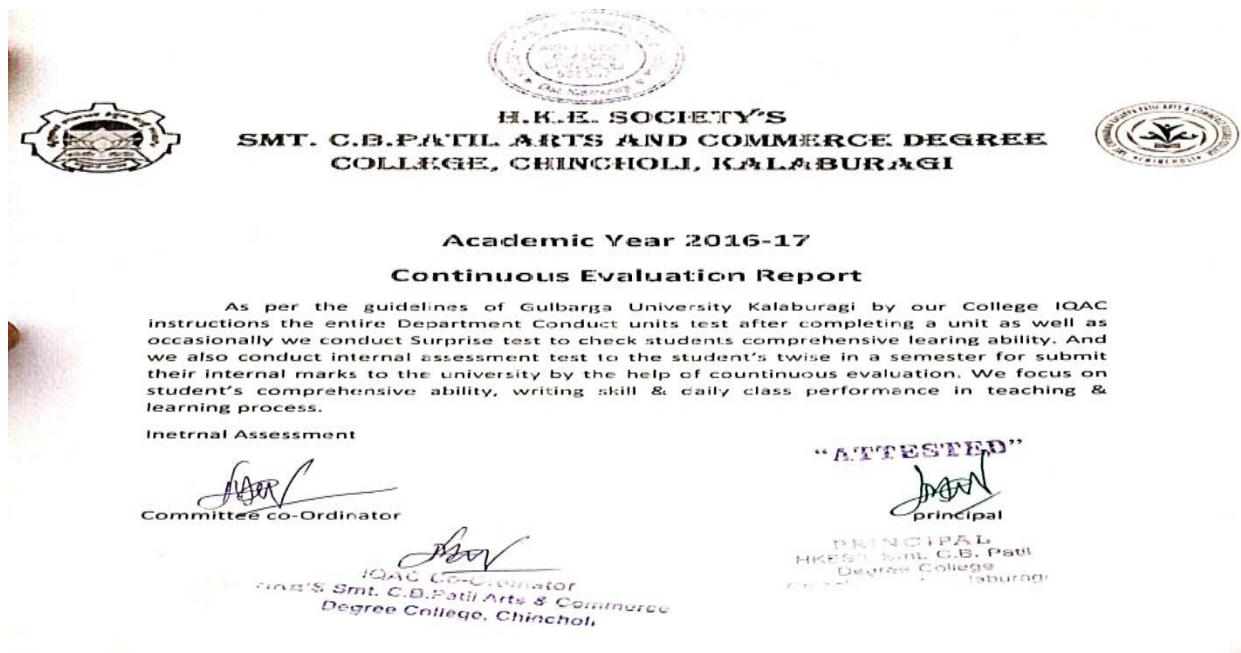 H.K.E. SOCIETY'S
SMT. C.B.PATIL ARTS AND COMMERCE DEGREE
COLLEGE, CHINCHOLI, KALABURAGI
Academic Year 2016-17
Continuous Evaluation Report
As per the guidelines of Gulbarga University Kalaburagi by our College IQAC
instructions the entire Department Conduct units test after completing a unit as well as
occasionally we conduct Surprise test to check students comprehensive learing ability. And
we also conduct internal assessment test to the student's twise in a semester for submit
their internal marks to the university by the help of countinuous evaluation. We focus on
student's comprehensive ability, writing skill & daily class performance in teaching &
learning process.
Inetrnal Assessment
"ATTESTED"
Committee co-Ordinator
principal
PRINCIPAL
Smt. C.B. Patil
Degree College
IQAC Co-Ordinator
Smt. C.B.Patil Arts & Commerce
Degree College, Chincholi